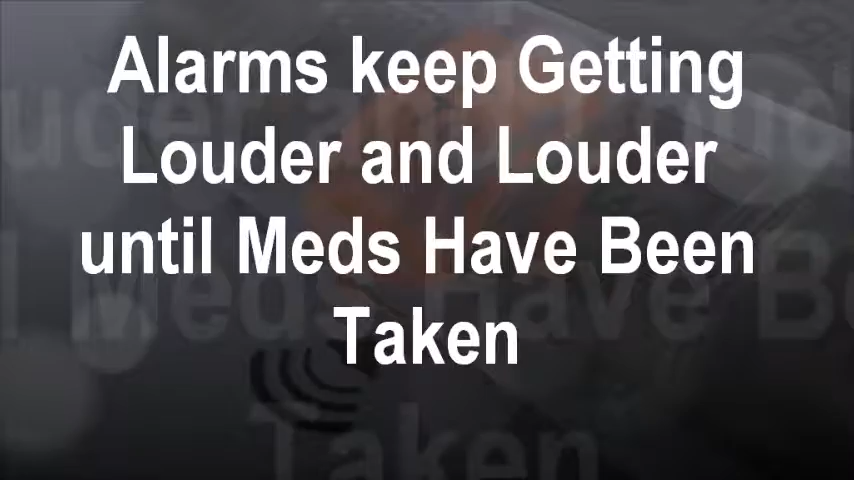 Alarms keep Getting
Louder and Louder
until Meds Have Been
Taken